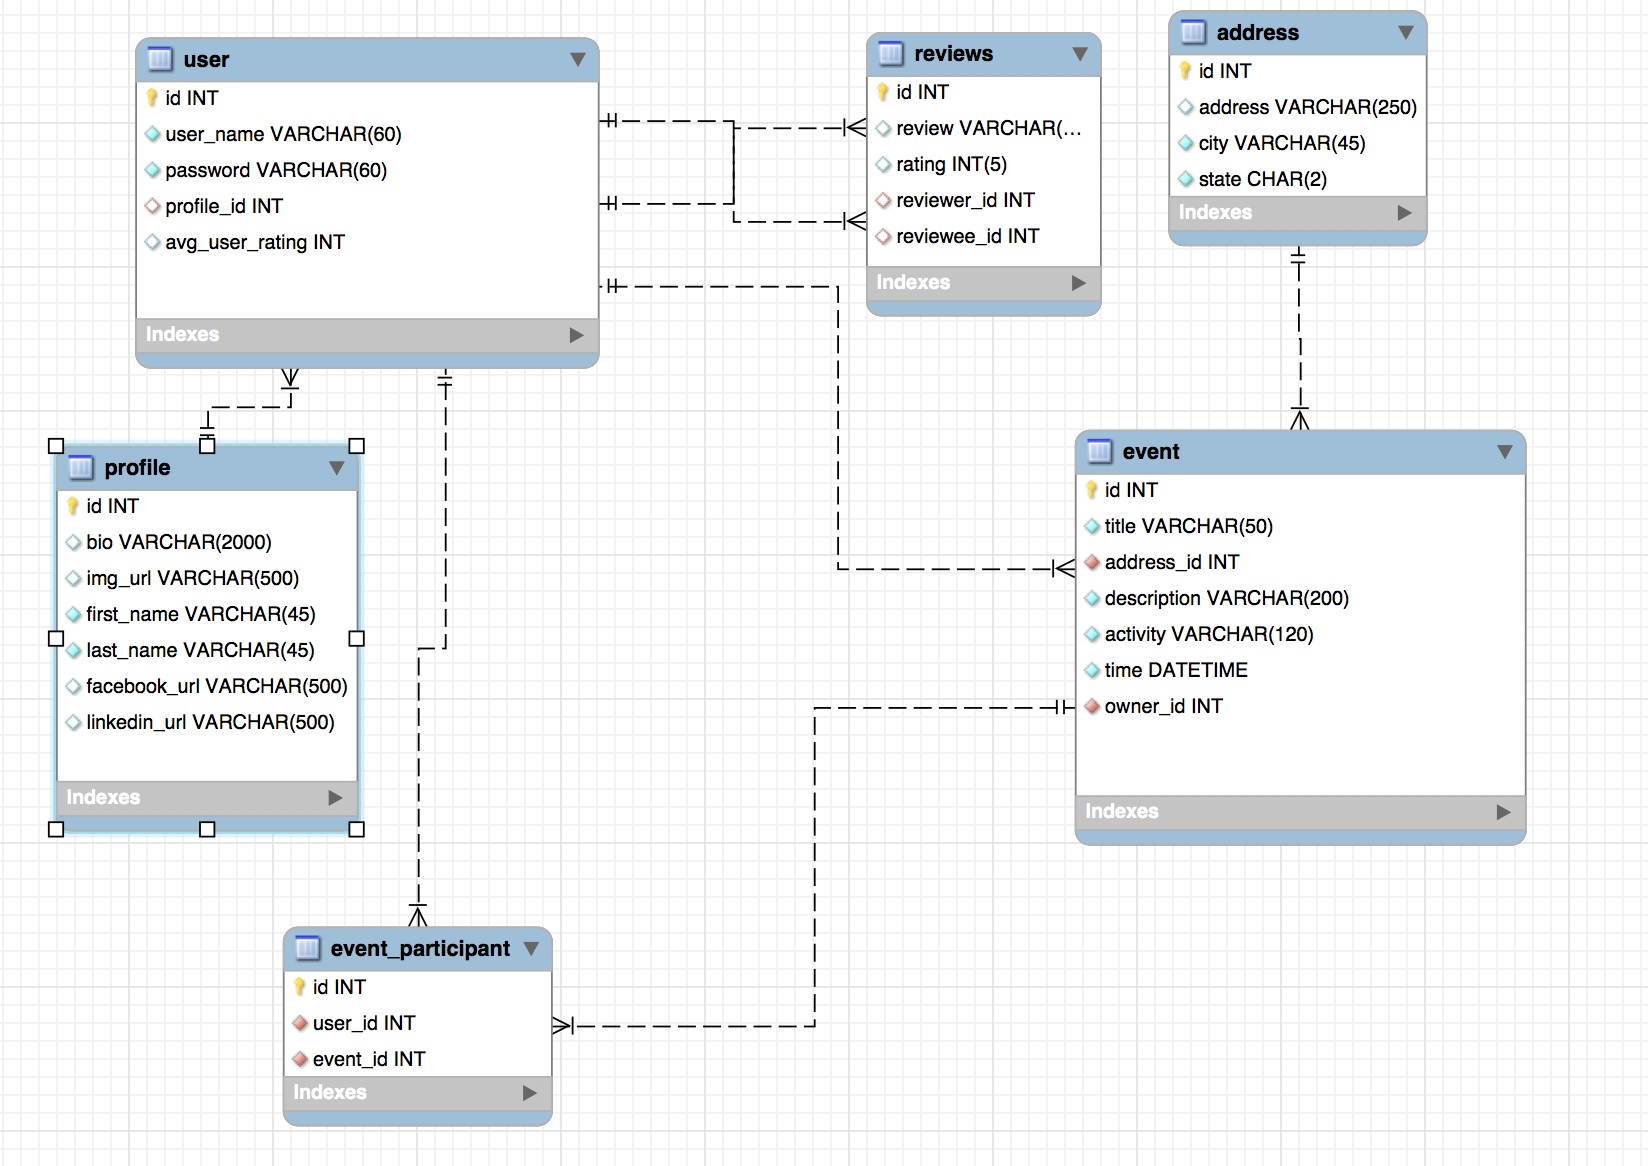 user
id INT
user_name VARCHAR(60)
password VARCHAR(60)
profile_id INT
avg_user_rating INT
Indexes
reviews
id INT
review VARCHAR(...
rating INT(5)
reviewer_id INT
reviewee_id INT
Indexes
address
id INT
address VARCHAR(250)
city VARCHAR(45)
state CHAR(2)
Indexes
profile
id INT
bio VARCHAR(2000)
img_url VARCHAR(500)
first_name VARCHAR(45)
last_name VARCHAR(45)
facebook_url VARCHAR(500)
linkedin_url VARCHAR(500)
Indexes
event
id INT
title VARCHAR(50)
address_id INT
description VARCHAR(200)
activity VARCHAR(120)
time DATETIME
owner_id INT
Indexes
event_participant
id INT
user_id INT
event_id INT
Indexes